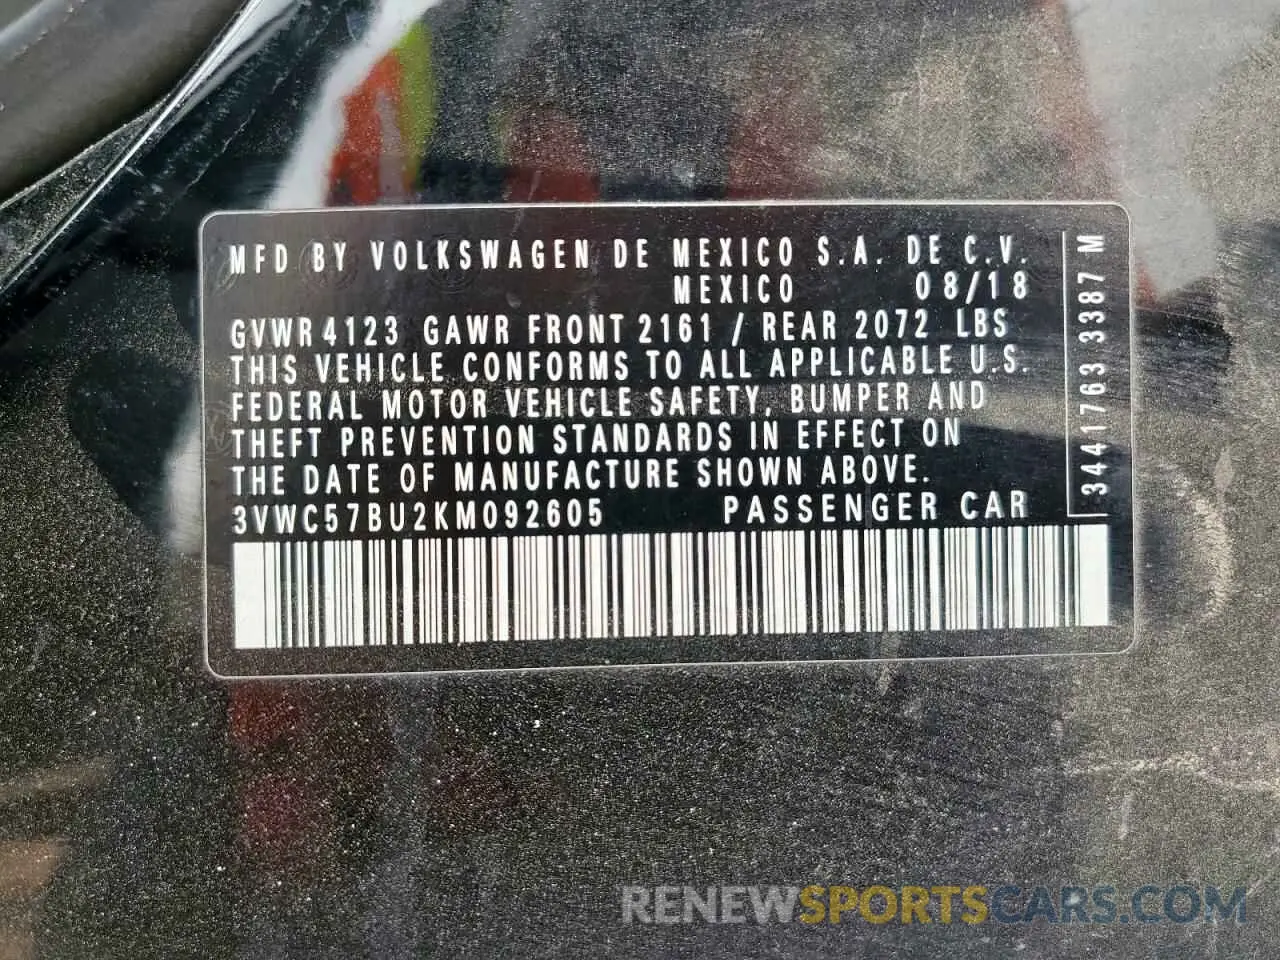 MFD BY VOLKSWAGEN DE MEXICO S.A. DE C.V.
MEXICO 08/18
GVWR 4123 GAWR FRONT 2161 / REAR 2072 LBS
THIS VEHICLE CONFORMS TO ALL APPLICABLE U.S.
FEDERAL MOTOR VEHICLE SAFETY, BUMPER AND
THEFT PREVENTION STANDARDS IN EFFECT ON
THE DATE OF MANUFACTURE SHOWN ABOVE.
3VWC57BU2KM092605 PASSENGER CAR
3441763 3387 M
RENEWSPORTSCARS.COM